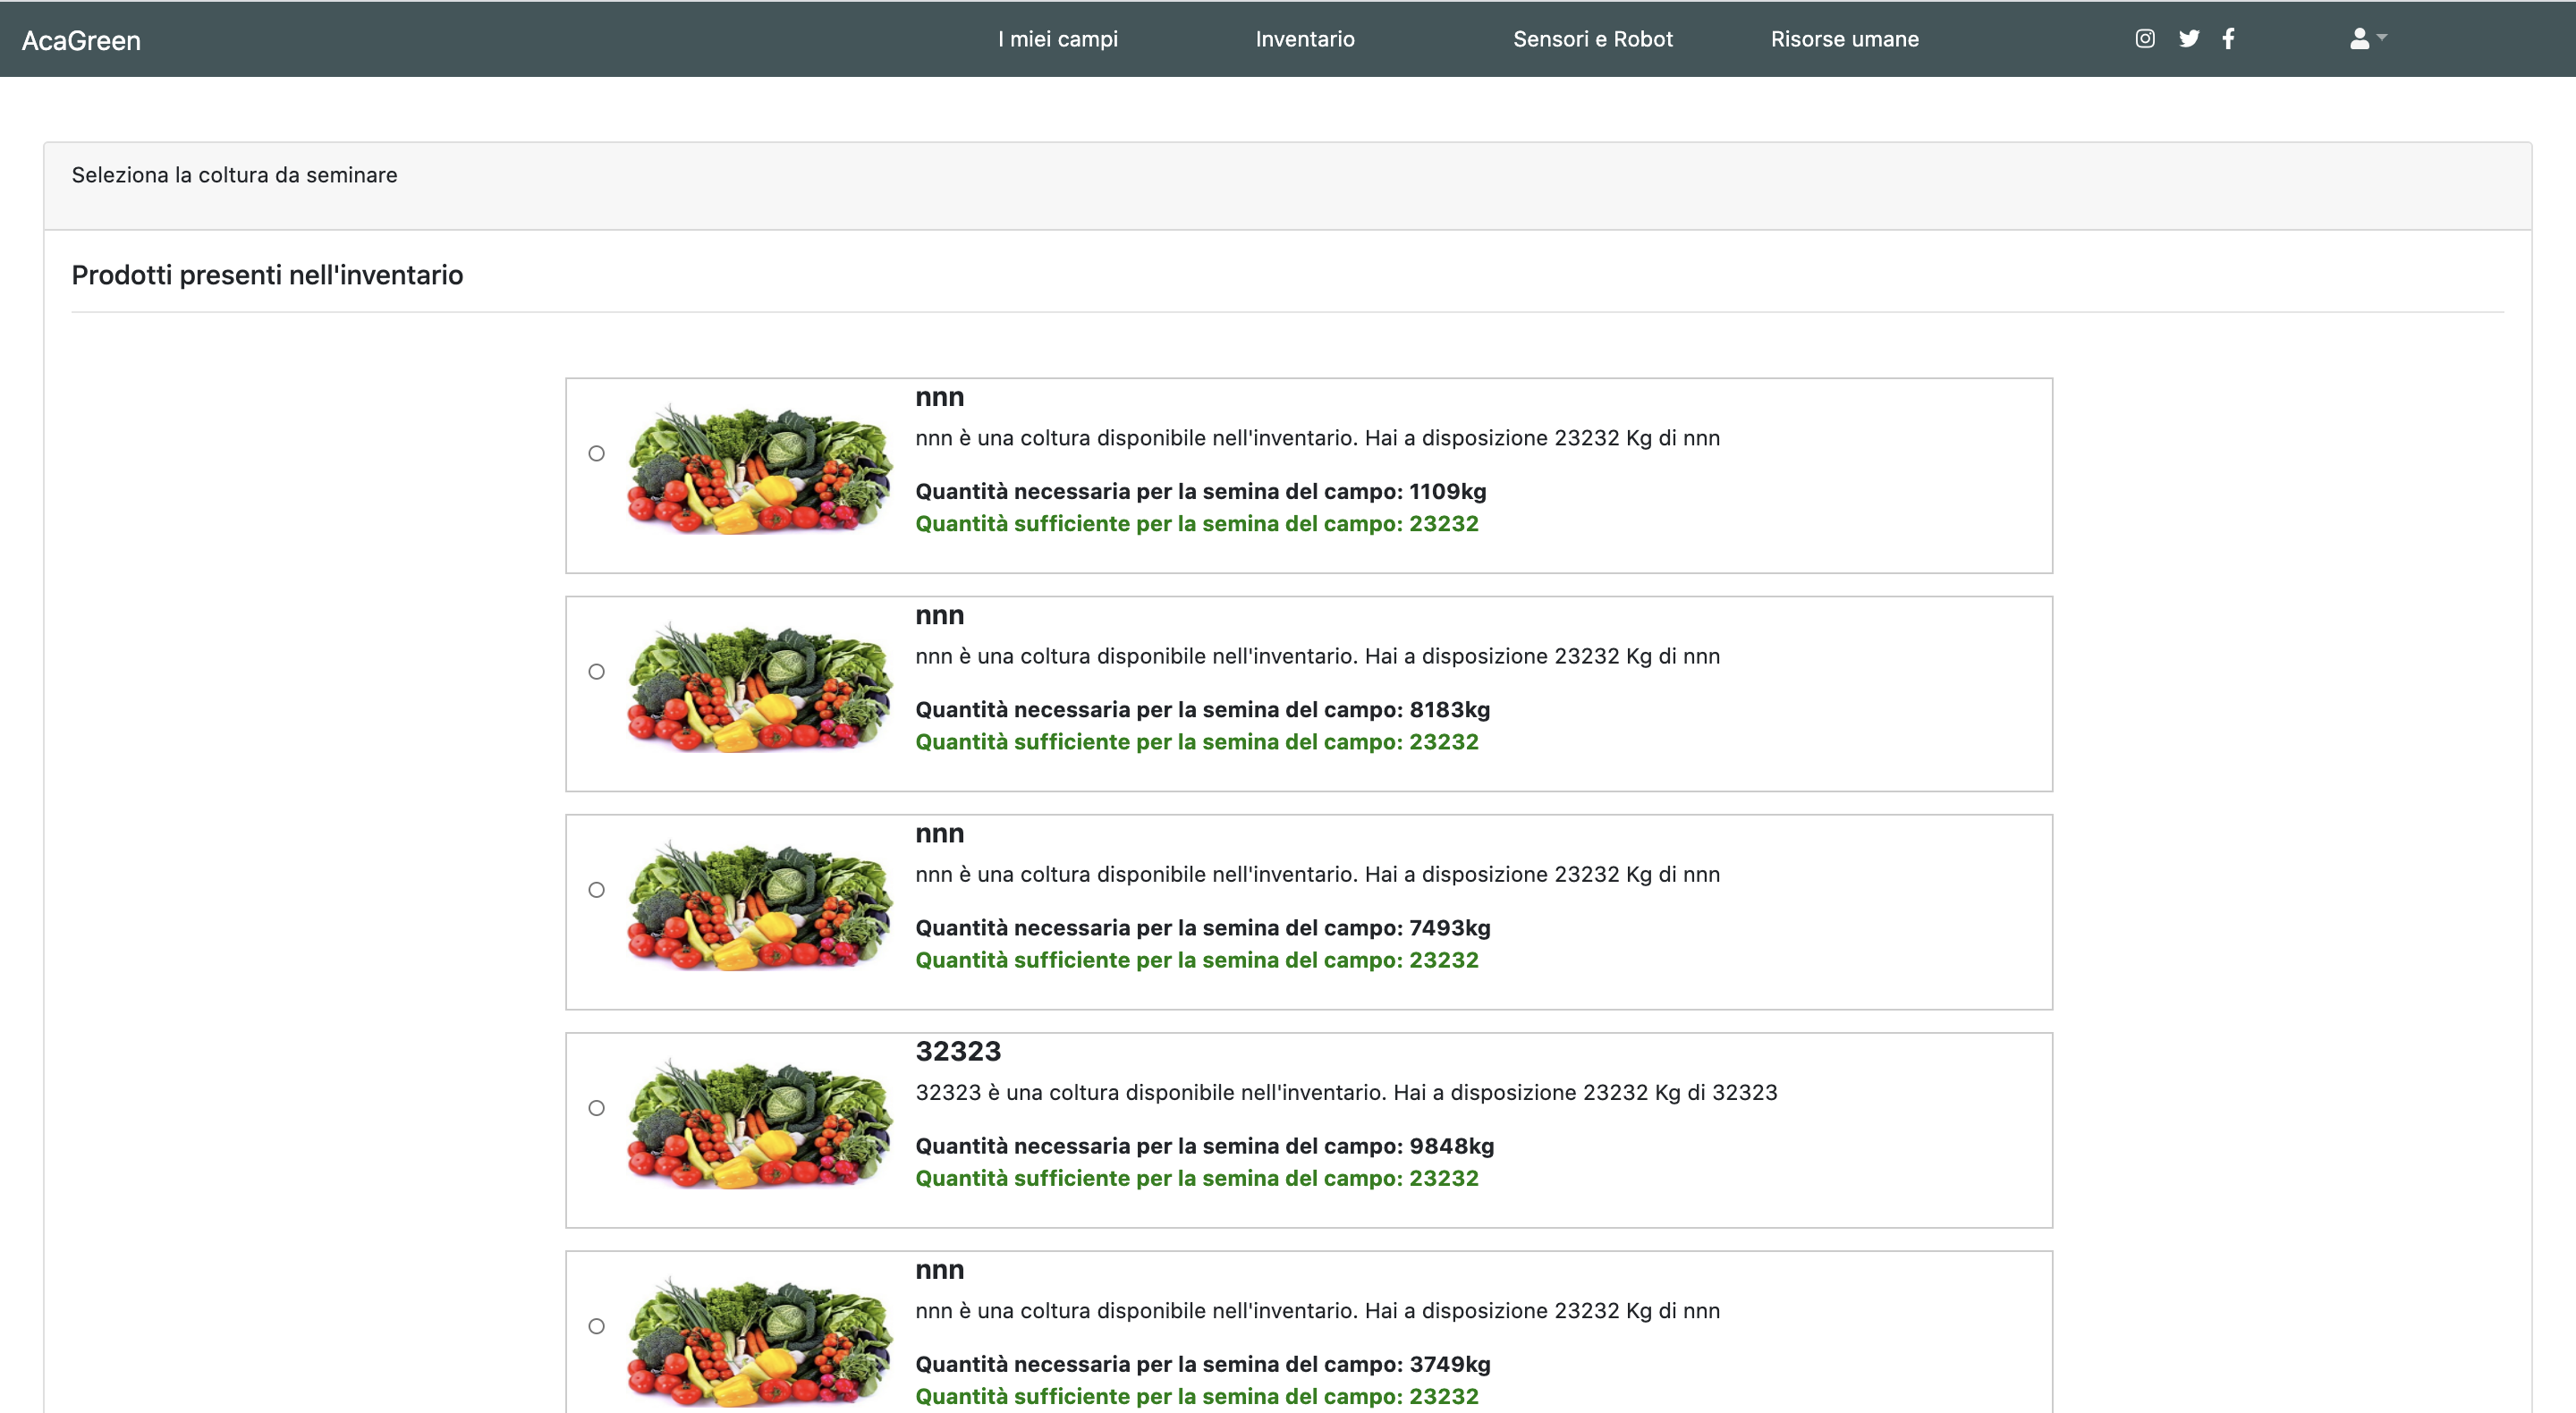 AcaGreen
I miei campi
Inventario
Sensori e Robot
Risorse umane
Seleziona la coltura da seminare
Prodotti presenti nell'inventario
nnn
nnn è una coltura disponibile nell'inventario. Hai a disposizione 23232 Kg di nnn
Quantità necessaria per la semina del campo: 1109kg
Quantità sufficiente per la semina del campo: 23232
nnn
nnn è una coltura disponibile nell'inventario. Hai a disposizione 23232 Kg di nnn
Quantità necessaria per la semina del campo: 8183kg
Quantità sufficiente per la semina del campo: 23232
nnn
nnn è una coltura disponibile nell'inventario. Hai a disposizione 23232 Kg di nnn
Quantità necessaria per la semina del campo: 7493kg
Quantità sufficiente per la semina del campo: 23232
32323
32323 è una coltura disponibile nell'inventario. Hai a disposizione 23232 Kg di 32323
Quantità necessaria per la semina del campo: 9848kg
Quantità sufficiente per la semina del campo: 23232
nnn
nnn è una coltura disponibile nell'inventario. Hai a disposizione 23232 Kg di nnn
Quantità necessaria per la semina del campo: 3749kg
Quantità sufficiente per la semina del campo: 23232